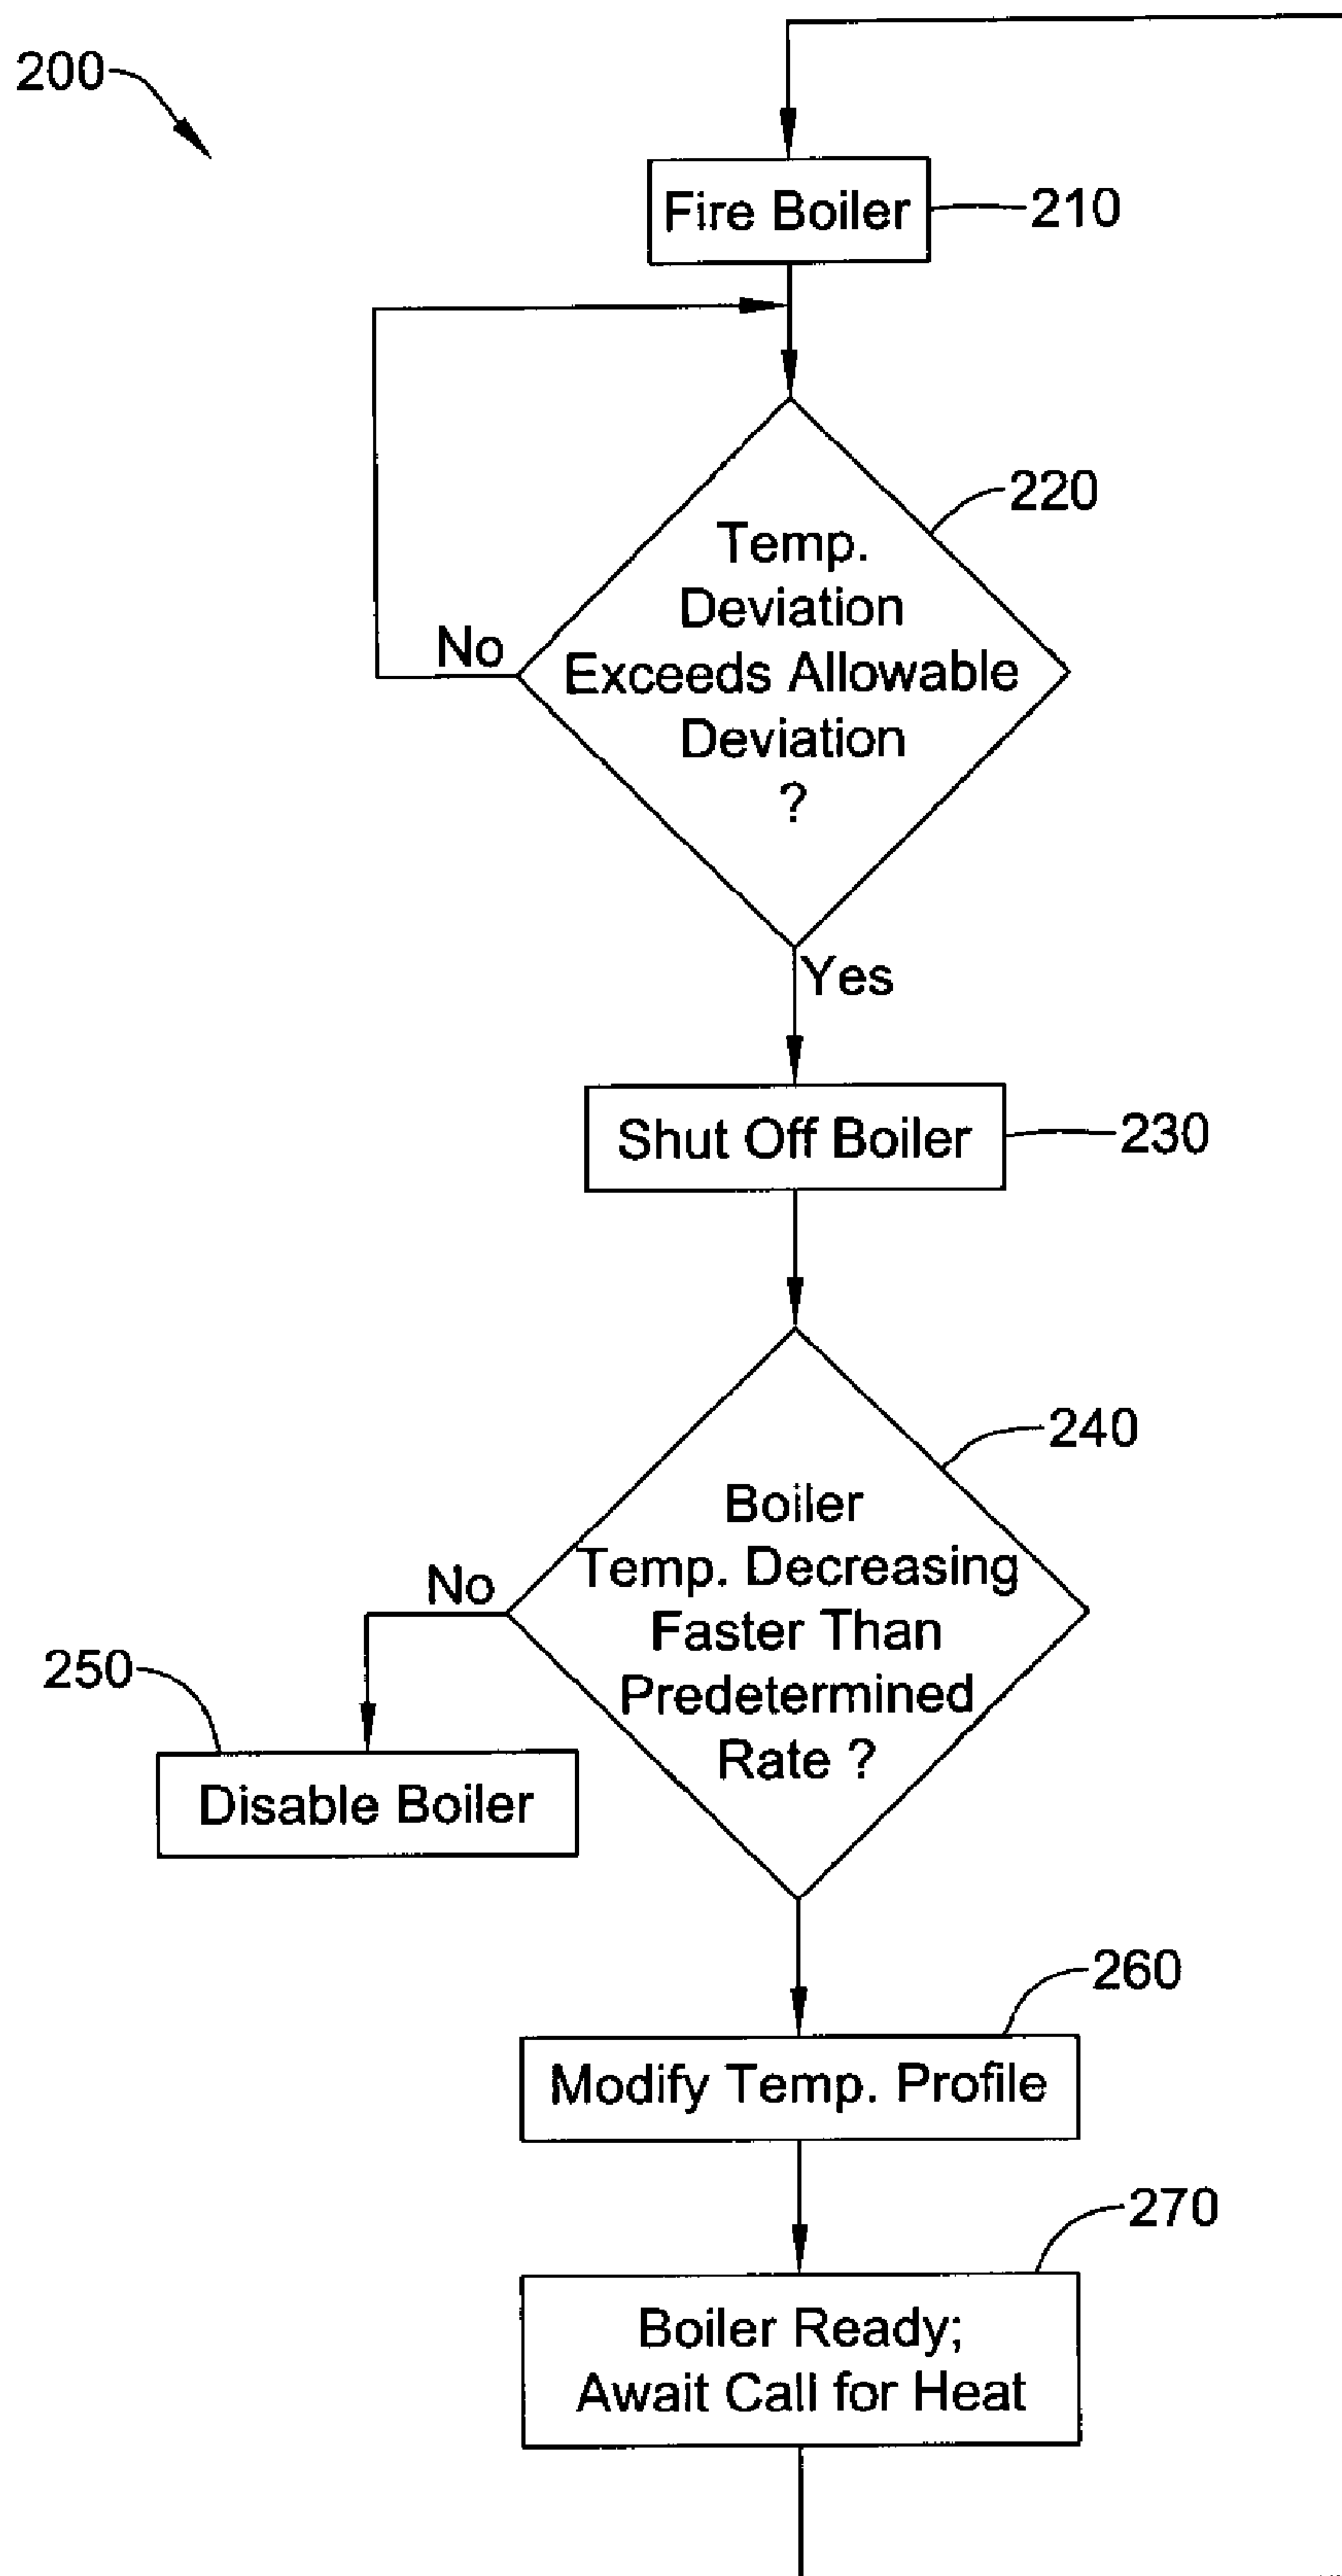 200
Fire Boiler
210
220
Temp.
Deviation
Exceeds Allowable
Deviation
?
No
Yes
Shut Off Boiler
230
240
Boiler
Temp. Decreasing
Faster Than
Predetermined
Rate ?
No
250
Disable Boiler
260
Modify Temp. Profile
270
Boiler Ready;
Await Call for Heat